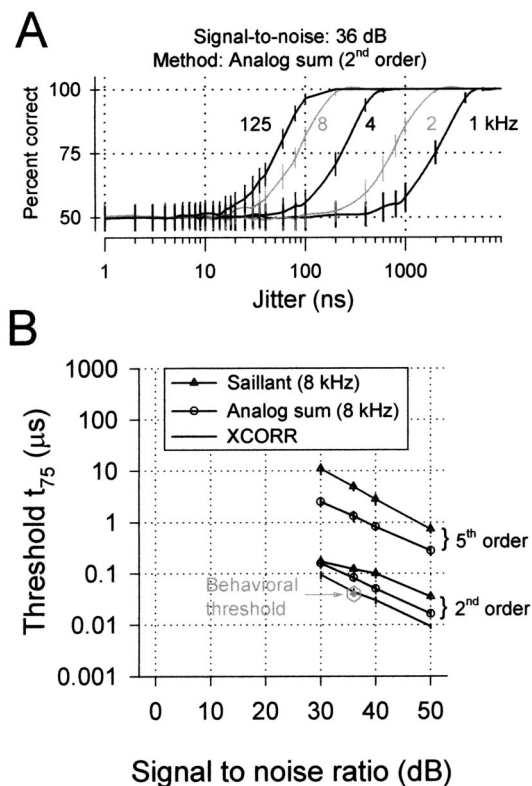 A
Signal-to-noise: 36 dB
Method: Analog sum (2nd order)
Percent correct
100
75
50
125
8
4
2
1 kHz
1
10
100
1000
Jitter (ns)
B
Threshold t75 (μs)
1000
100
10
1
0.1
0.01
0.001
Saillant (8 kHz)
Analog sum (8 kHz)
XCORR
} 5th order
} 2nd order
Behavioral
threshold
0
10
20
30
40
50
Signal to noise ratio (dB)